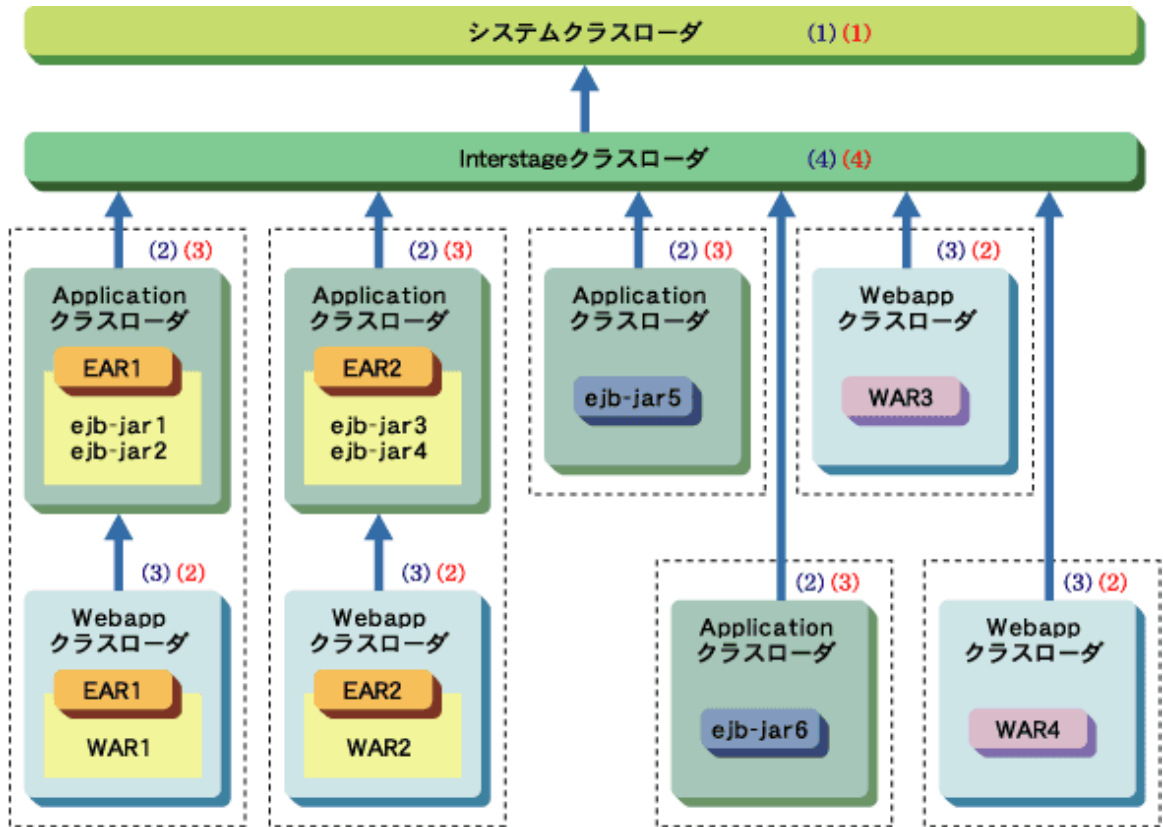 システムクラスローダ (1) (1)
Interstageクラスローダ (4) (4)
(2) (3)
Application
クラスローダ
EAR1
ejb-jar1
ejb-jar2
(3) (2)
Webapp
クラスローダ
EAR1
WAR1
(2) (3)
Application
クラスローダ
EAR2
ejb-jar3
ejb-jar4
(3) (2)
Webapp
クラスローダ
EAR2
WAR2
(2) (3)
Application
クラスローダ
ejb-jar5
(3) (2)
Webapp
クラスローダ
WAR3
(2) (3)
Application
クラスローダ
ejb-jar6
(3) (2)
Webapp
クラスローダ
WAR4